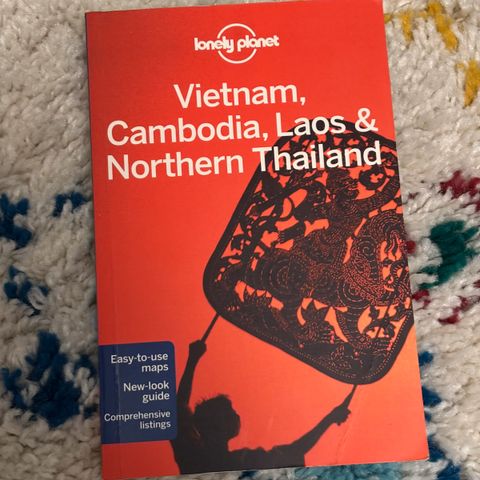 lonely planet
Vietnam,
Cambodia, Laos &
Northern Thailand
Easy-to-use
maps
New-look
guide
Comprehensive
listings